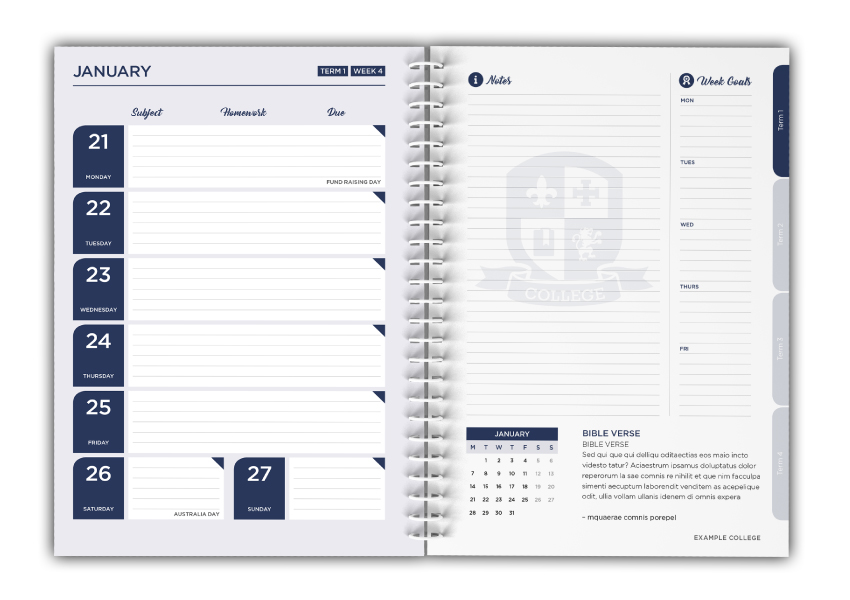 JANUARY
TERM 1 WEEK 4
Subject Homework Due
21
MONDAY
FUND RAISING DAY
22
TUESDAY
23
WEDNESDAY
24
THURSDAY
25
FRIDAY
26
SATURDAY
AUSTRALIA DAY
27
SUNDAY
Notes
COLLEGE
Week Goals
MON
TUES
WED
THURS
FRI
Term 1
Term 2
Term 3
Term 4
JANUARY
M T W T F S S
1 2 3 4 5 6
7 8 9 10 11 12 13
14 15 16 17 18 19 20
21 22 23 24 25 26 27
28 29 30 31
BIBLE VERSE
BIBLE VERSE
Sed qui que qui delliqu oditaectias eos maio incto
videsto tatur? Aciaestrum ipsamus doluptatus dolor
reperorum la sae comnis re nihilit et que nim facculpa
simenti aecuptum laborendit venditem as acepelique
odit, ullia vollam ullanis idenem di omnis expera
– mquaerae comnis porepel
EXAMPLE COLLEGE